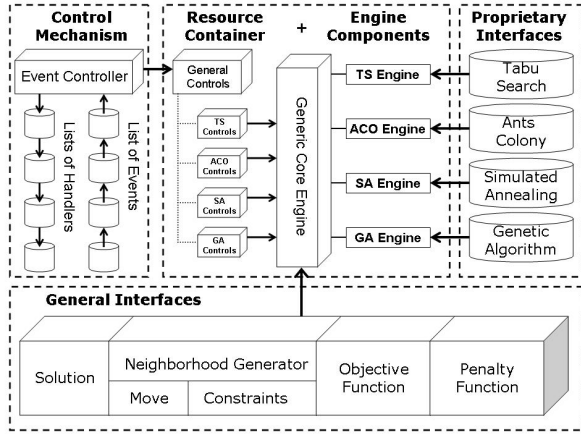 Control
Mechanism
Event Controller
Lists of Handlers
List of Events
Resource
Container
+
Engine
Components
General
Controls
TS
Controls
ACO
Controls
SA
Controls
GA
Controls
Generic Core Engine
TS Engine
ACO Engine
SA Engine
GA Engine
Proprietary
Interfaces
Tabu
Search
Ants
Colony
Simulated
Annealing
Genetic
Algorithm
General Interfaces
Solution
Neighborhood Generator
Move
Constraints
Objective
Function
Penalty
Function